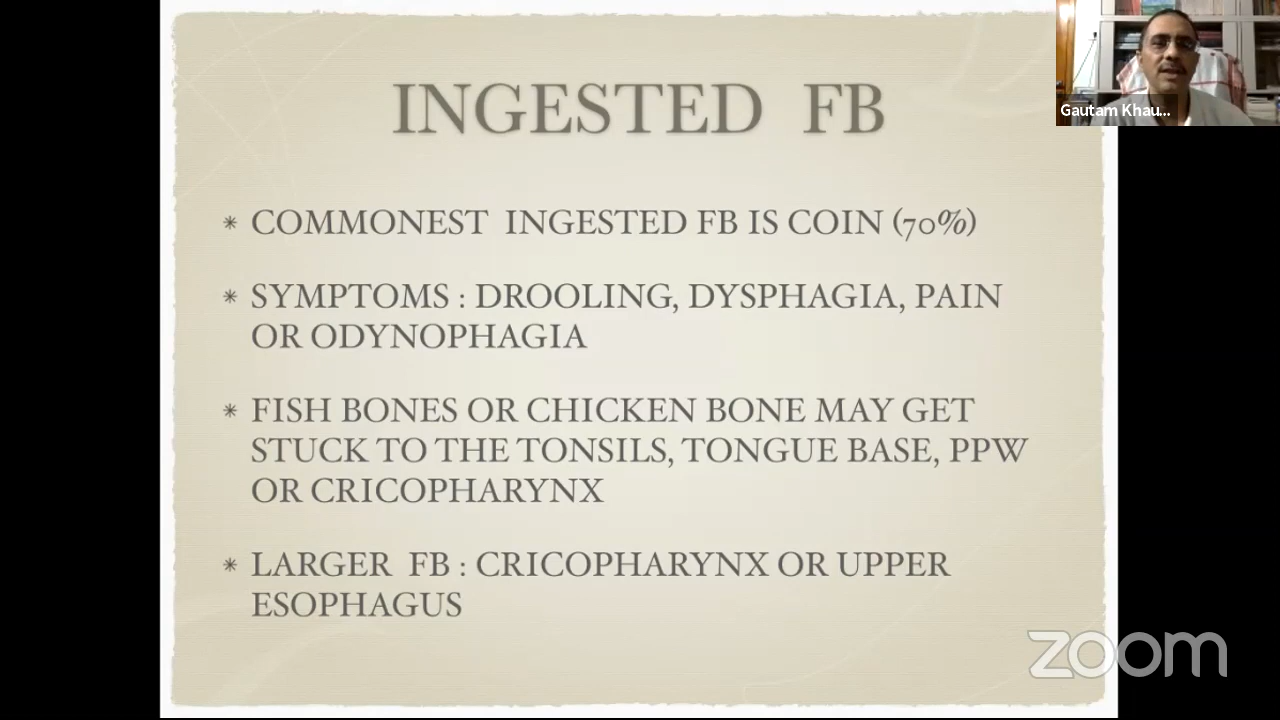 INGESTED FB
* COMMONEST INGESTED FB IS COIN (70%)
* SYMPTOMS : DROOLING, DYSPHAGIA, PAIN
OR ODYNOPHAGIA
* FISH BONES OR CHICKEN BONE MAY GET
STUCK TO THE TONSILS, TONGUE BASE, PPW
OR CRICOPHARYNX
* LARGER FB : CRICOPHARYNX OR UPPER
ESOPHAGUS
Gautam Khau...
zoom